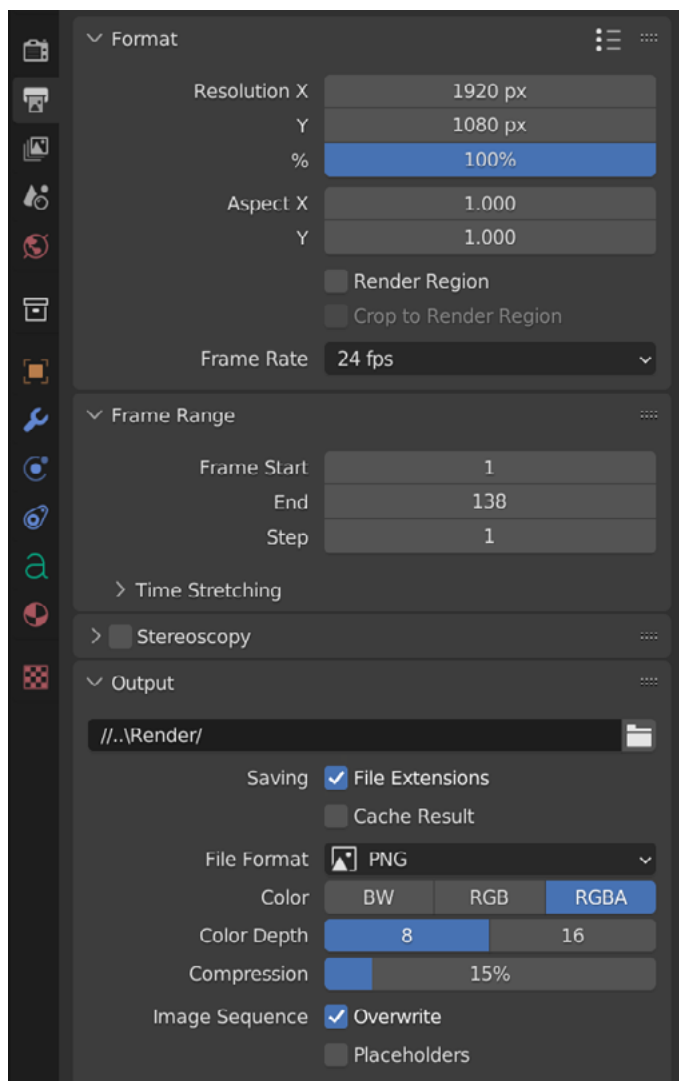 Format
Resolution X 1920 px
Y 1080 px
% 100%
Aspect X 1.000
Y 1.000
Render Region
Crop to Render Region
Frame Rate 24 fps
Frame Range
Frame Start 1
End 138
Step 1
Time Stretching
Stereoscopy
Output
//..\Render/
Saving File Extensions
Cache Result
File Format PNG
Color BW RGB RGBA
Color Depth 8 16
Compression 15%
Image Sequence Overwrite
Placeholders